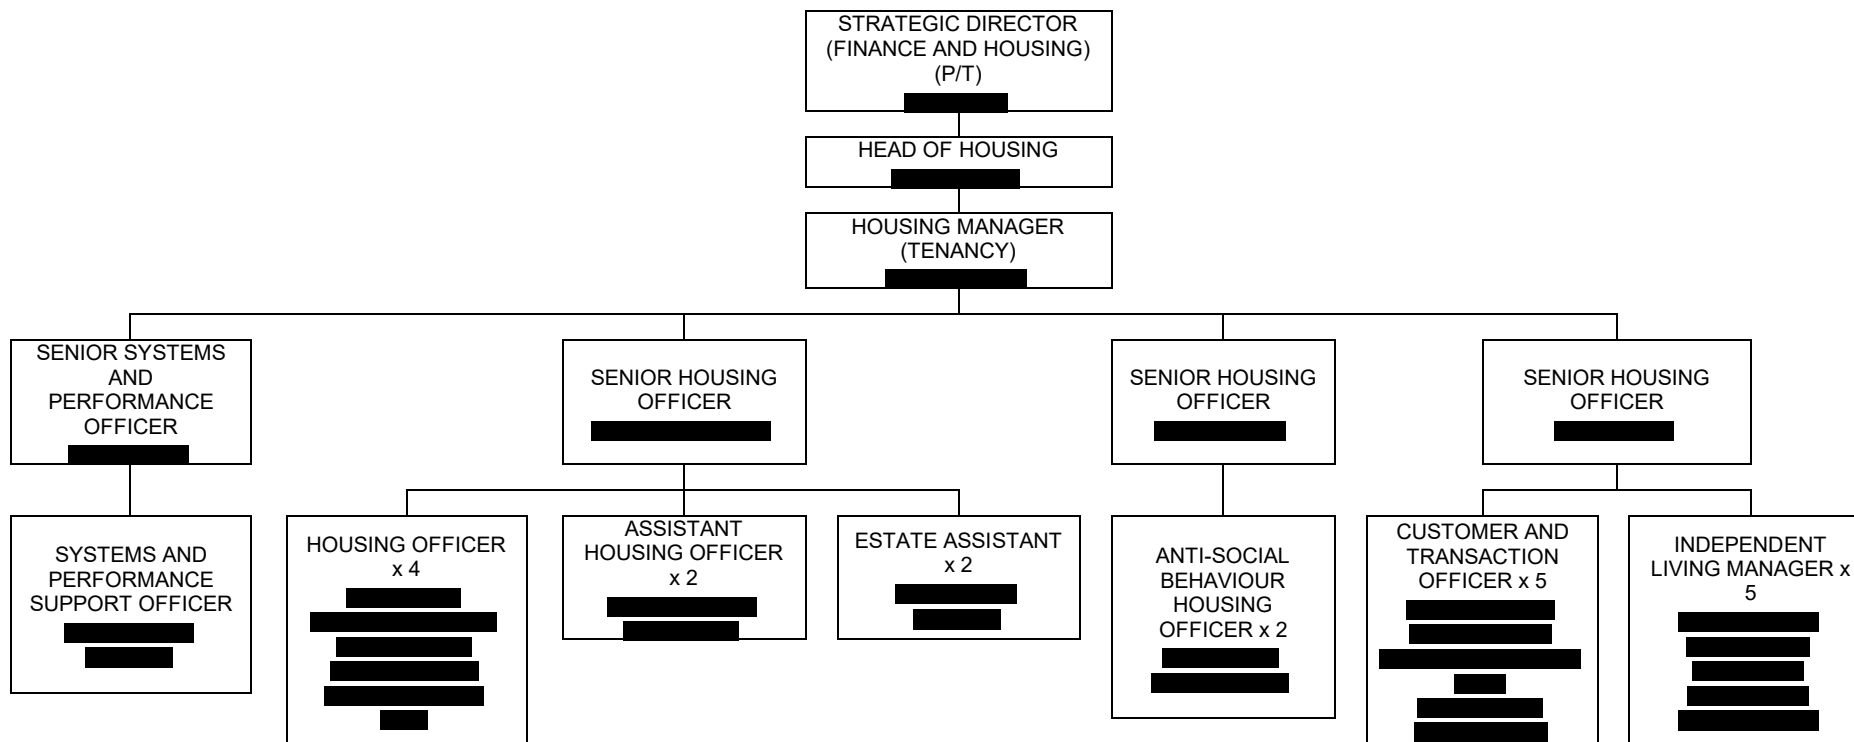 STRATEGIC DIRECTOR
(FINANCE AND HOUSING)
(P/T)
HEAD OF HOUSING
HOUSING MANAGER
(TENANCY)
SENIOR SYSTEMS
AND
PERFORMANCE
OFFICER
SENIOR HOUSING
OFFICER
SENIOR HOUSING
OFFICER
SENIOR HOUSING
OFFICER
SYSTEMS AND
PERFORMANCE
SUPPORT OFFICER
HOUSING OFFICER
x 4
ASSISTANT
HOUSING OFFICER
x 2
ESTATE ASSISTANT
x 2
ANTI-SOCIAL
BEHAVIOUR
HOUSING
OFFICER x 2
CUSTOMER AND
TRANSACTION
OFFICER x 5
INDEPENDENT
LIVING MANAGER x
5